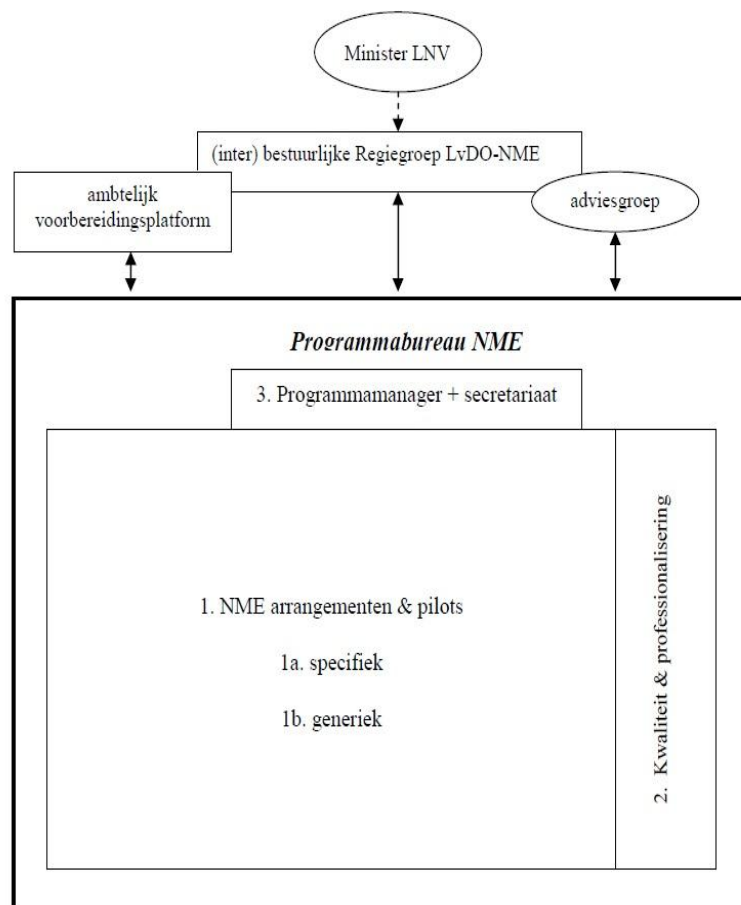 Minister LNV
(inter) bestuurlijke Regiegroep LvDO-NME
ambtelijk
voorbereidingsplatform
adviesgroep
Programmabureau NME
3. Programmamanager + secretariaat
1. NME arrangementen & pilots
1a. specifiek
1b. generiek
2. Kwaliteit & professionalisering